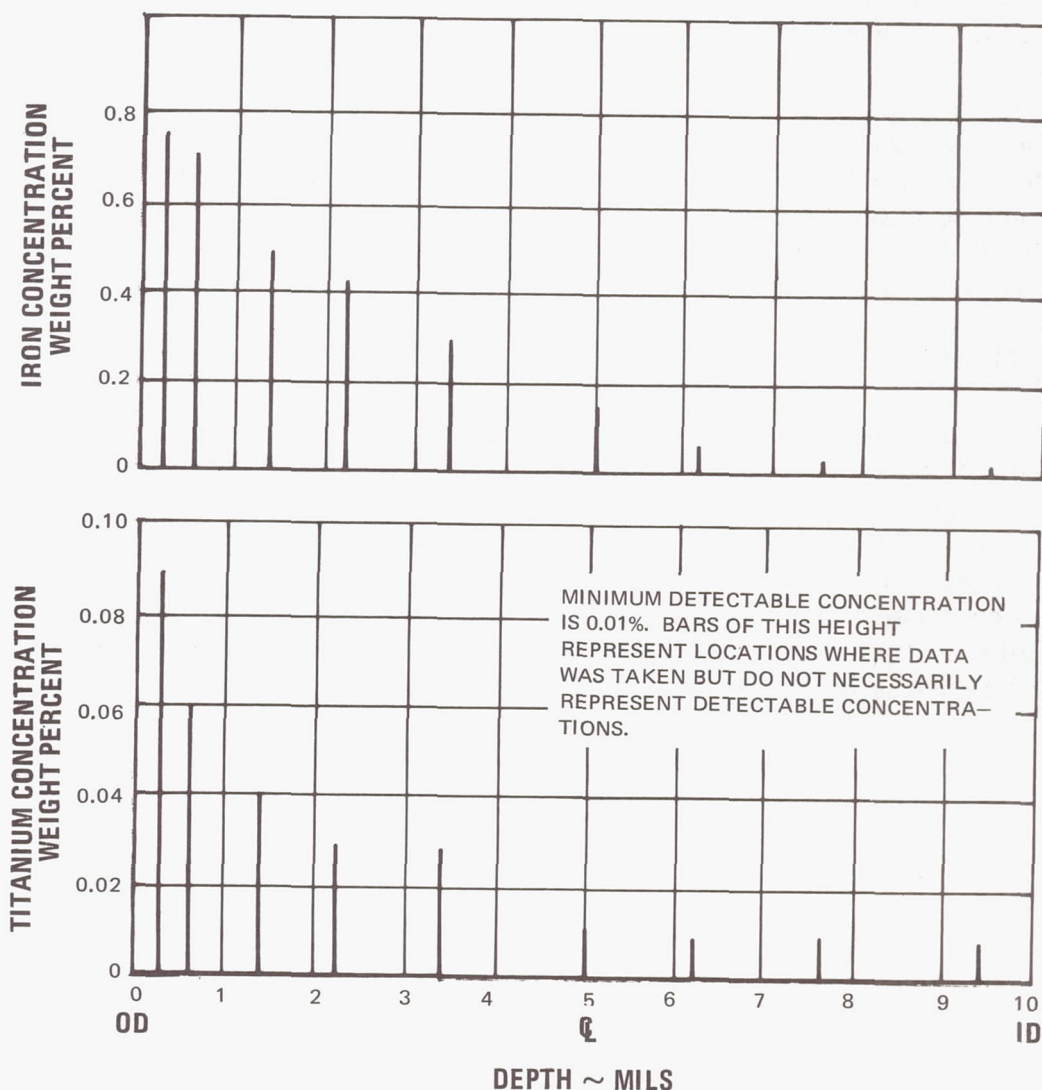 IRON CONCENTRATION
WEIGHT PERCENT
0.8
0.6
0.4
0.2
0
TITANIUM CONCENTRATION
WEIGHT PERCENT
0.10
0.08
0.06
0.04
0.02
0
MINIMUM DETECTABLE CONCENTRATION
IS 0.01%. BARS OF THIS HEIGHT
REPRESENT LOCATIONS WHERE DATA
WAS TAKEN BUT DO NOT NECESSARILY
REPRESENT DETECTABLE CONCENTRA–
TIONS.
0 1 2 3 4 5 6 7 8 9 10
OD ℄ ID
DEPTH ~ MILS